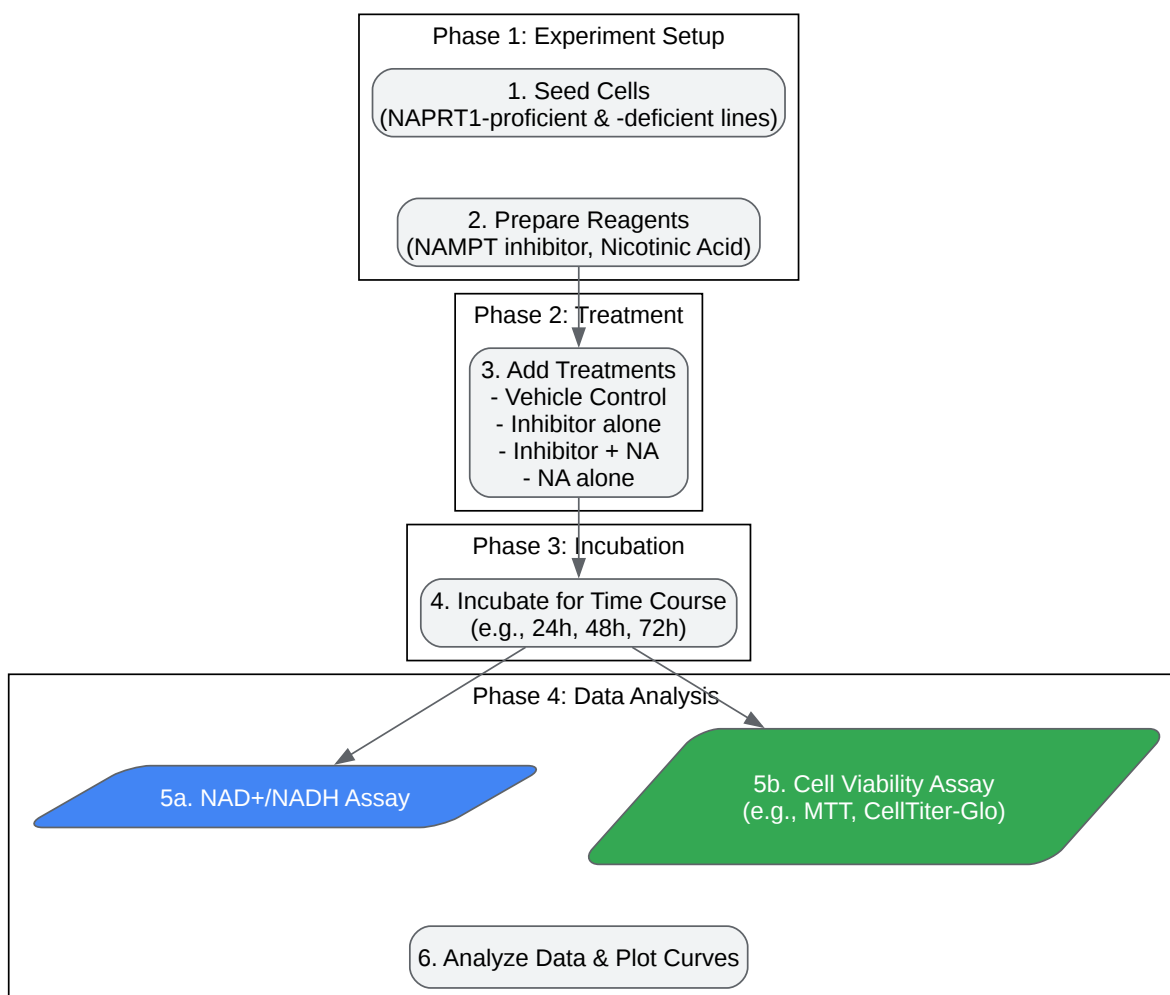 Phase 1: Experiment Setup
1. Seed Cells
(NAPRT1-proficient & -deficient lines)
2. Prepare Reagents
(NAMPT inhibitor, Nicotinic Acid)
Phase 2: Treatment
3. Add Treatments
- Vehicle Control
- Inhibitor alone
- Inhibitor + NA
- NA alone
Phase 3: Incubation
4. Incubate for Time Course
(e.g., 24h, 48h, 72h)
Phase 4: Data Analysis
5a. NAD+/NADH Assay
5b. Cell Viability Assay
(e.g., MTT, CellTiter-Glo)
6. Analyze Data & Plot Curves